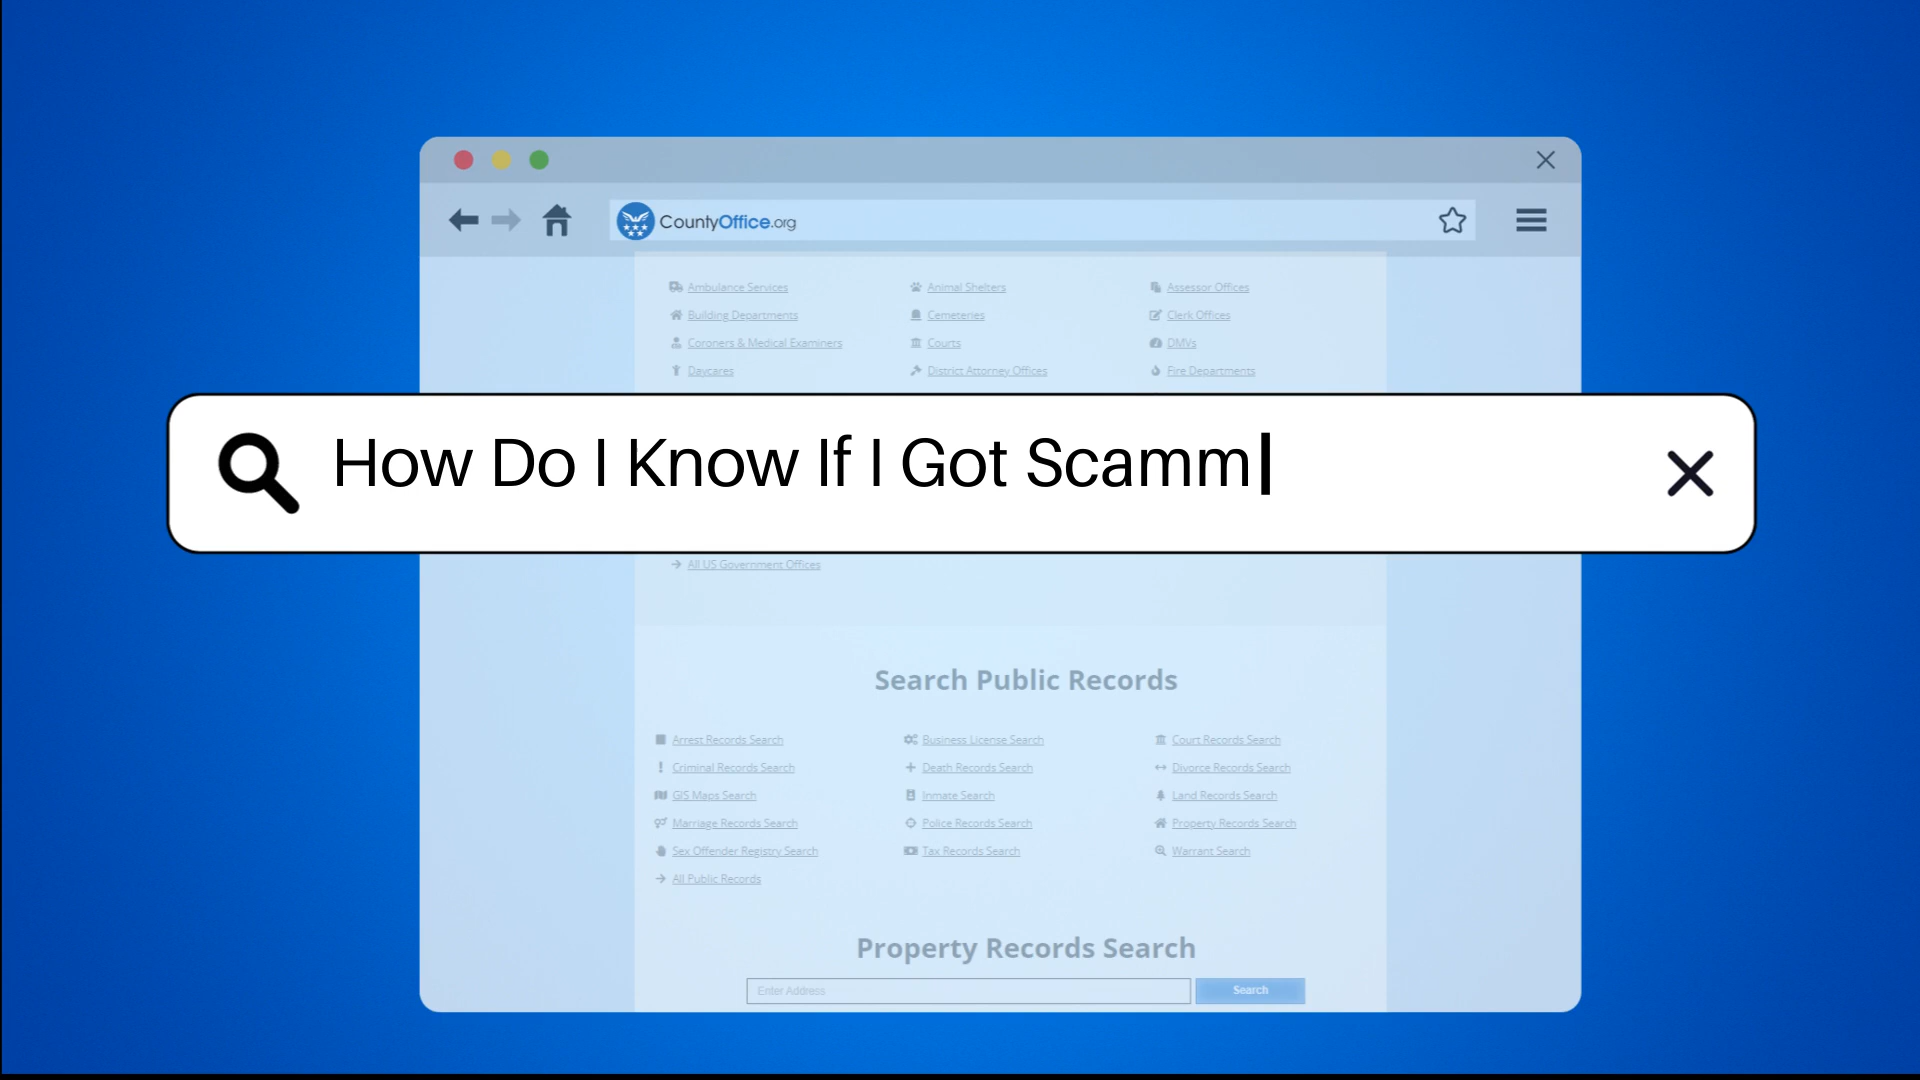 CountyOffice.org
Ambulance Services Animal Shelters Assessor Offices
Building Departments Cemeteries Clerk Offices
Coroners & Medical Examiners Courts DMVs
Daycares District Attorney Offices Fire Departments
How Do I Know If I Got Scamm
All US Government Offices
Search Public Records
Arrest Records Search Business License Search Court Records Search
Criminal Records Search Death Records Search Divorce Records Search
GIS Maps Search Inmate Search Land Records Search
Marriage Records Search Police Records Search Property Records Search
Sex Offender Registry Search Tax Records Search Warrant Search
All Public Records
Property Records Search
Enter Address Search